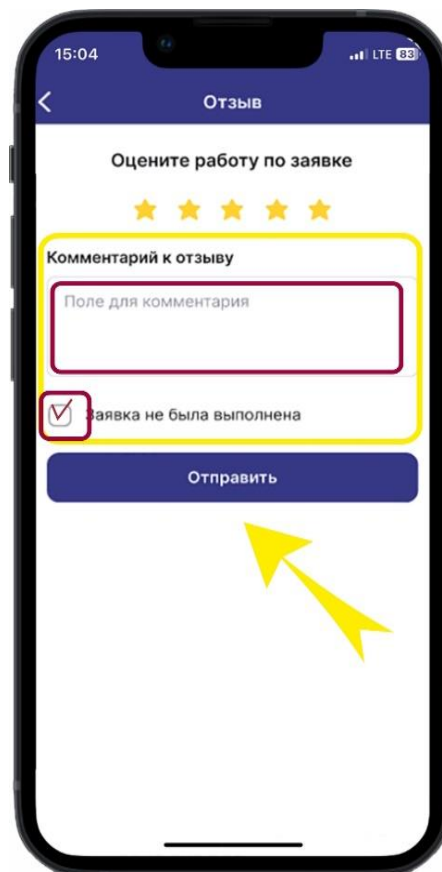 15:04
LTE 83
Отзыв
Оцените работу по заявке
Комментарий к отзыву
Поле для комментария
Заявка не была выполнена
Отправить